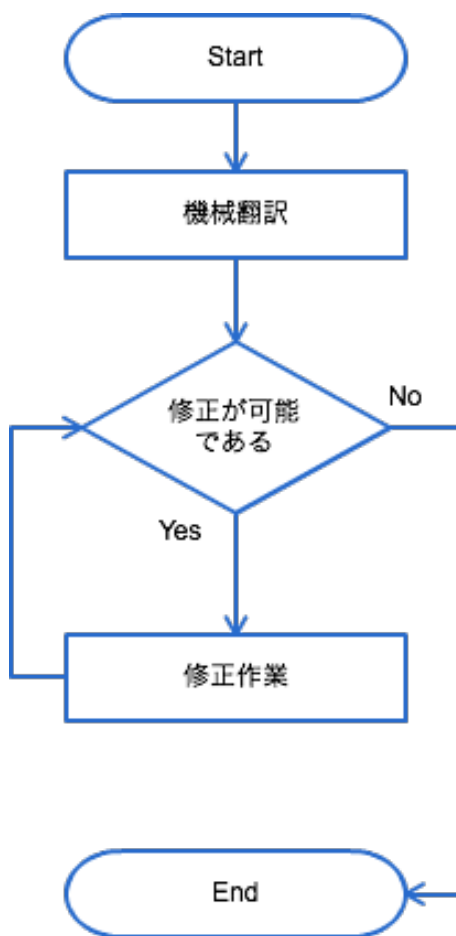 Start
機械翻訳
修正が可能
である
No
Yes
修正作業
End